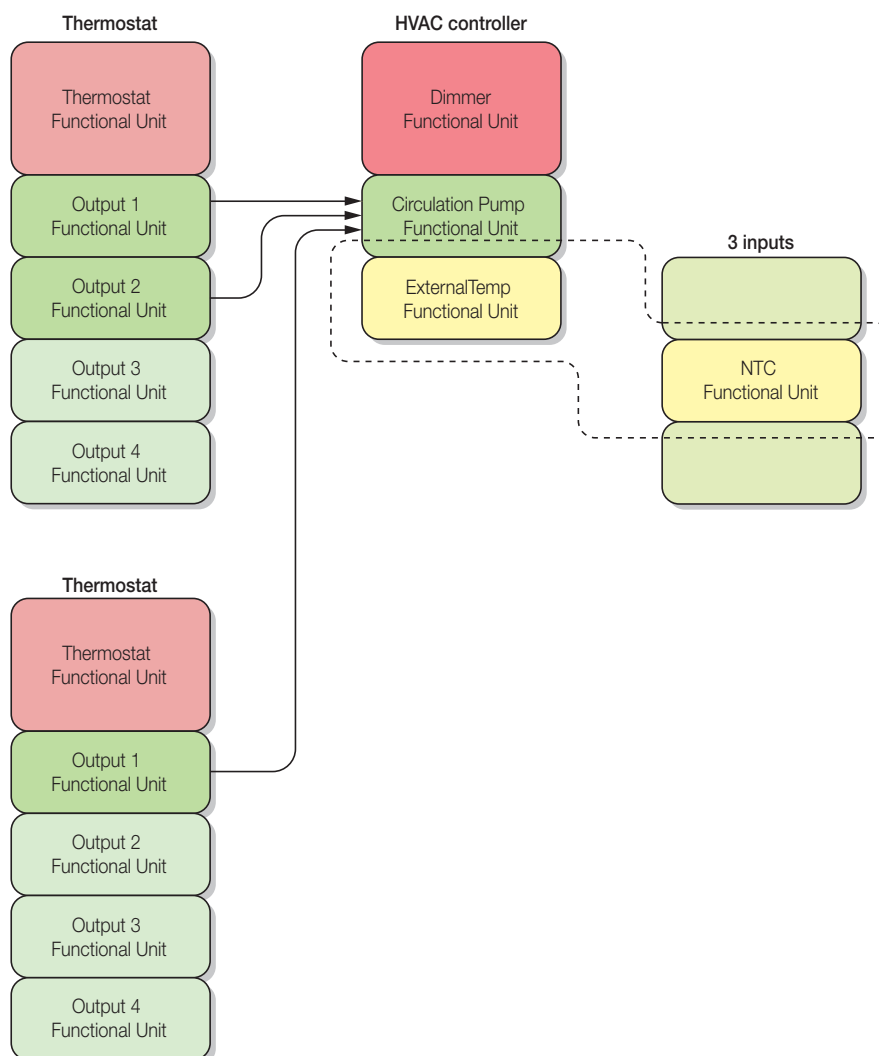 Thermostat
Thermostat
Functional Unit
Output 1
Functional Unit
Output 2
Functional Unit
Output 3
Functional Unit
Output 4
Functional Unit
HVAC controller
Dimmer
Functional Unit
Circulation Pump
Functional Unit
ExternalTemp
Functional Unit
3 inputs
NTC
Functional Unit
Thermostat
Thermostat
Functional Unit
Output 1
Functional Unit
Output 2
Functional Unit
Output 3
Functional Unit
Output 4
Functional Unit